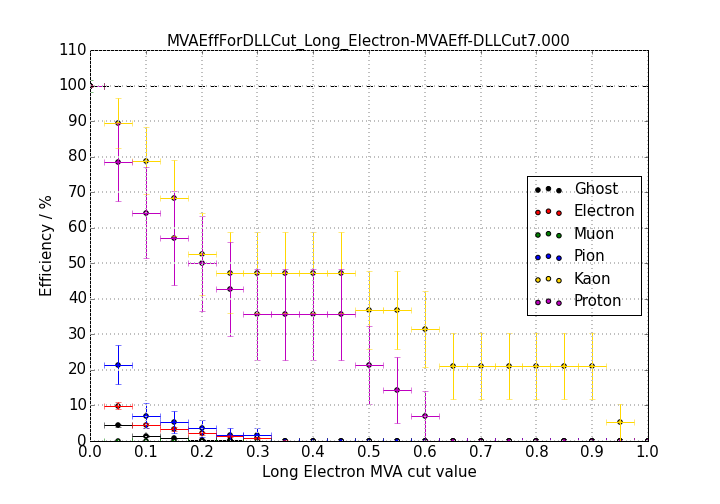 MVAEffForDLLCut_Long_Electron-MVAEff-DLLCut7.000
110
100
90
80
70
60
50
40
30
20
10
0
Efficiency / %
Ghost
Electron
Muon
Pion
Kaon
Proton
0.0 0.1 0.2 0.3 0.4 0.5 0.6 0.7 0.8 0.9 1.0
Long Electron MVA cut value